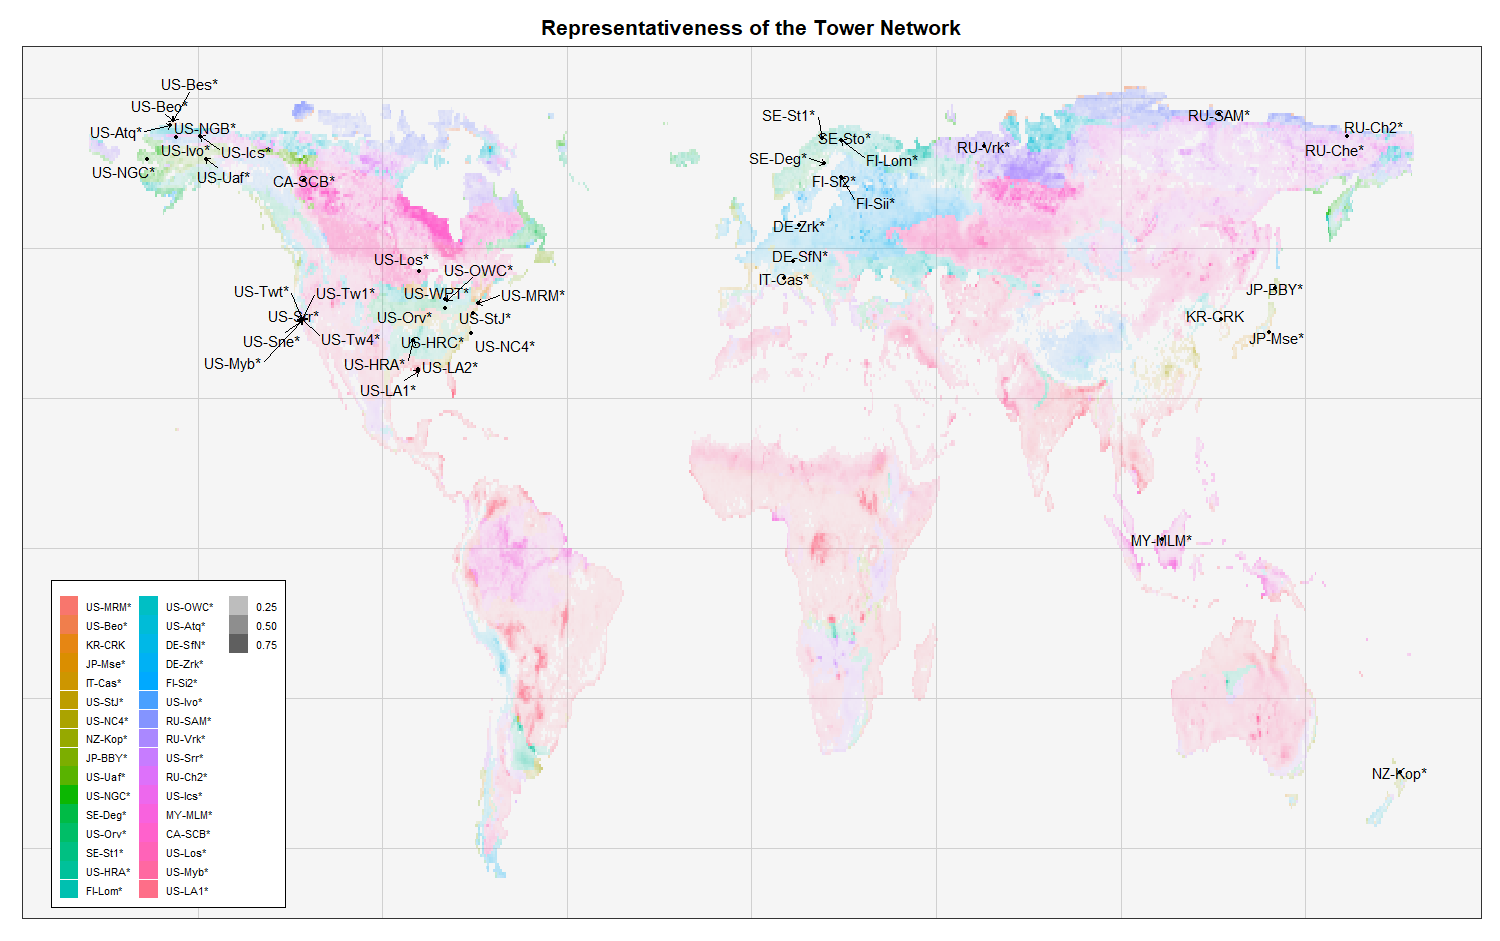 Representativeness of the Tower Network
US-Bes*
US-Beo*
US-Atq*
US-NGB*
US-Ivo*
US-Ics*
US-NGC*
US-Uaf*
CA-SCB*
SE-St1*
SE-Sto*
SE-Deg*
FI-Lom*
FI-Si2*
FI-Sii*
RU-Vrk*
RU-SAM*
RU-Ch2*
RU-Che*
DE-Zrk*
DE-SfN*
IT-Cas*
US-Los*
US-OWC*
US-Twt*
US-Tw1*
US-WPT*
US-MRM*
US-Srr*
US-Orv*
US-StJ*
US-Sne*
US-Tw4*
US-HRC*
US-NC4*
US-Myb*
US-HRA*
US-LA2*
US-LA1*
JP-BBY*
KR-CRK
JP-Mse*
MY-MLM*
NZ-Kop*
US-MRM*
US-Beo*
KR-CRK
JP-Mse*
IT-Cas*
US-StJ*
US-NC4*
NZ-Kop*
JP-BBY*
US-Uaf*
US-NGC*
SE-Deg*
US-Orv*
SE-St1*
US-HRA*
FI-Lom*
US-OWC*
US-Atq*
DE-SfN*
DE-Zrk*
FI-Si2*
US-Ivo*
RU-SAM*
RU-Vrk*
US-Srr*
RU-Ch2*
US-Ics*
MY-MLM*
CA-SCB*
US-Los*
US-Myb*
US-LA1*
0.25
0.50
0.75